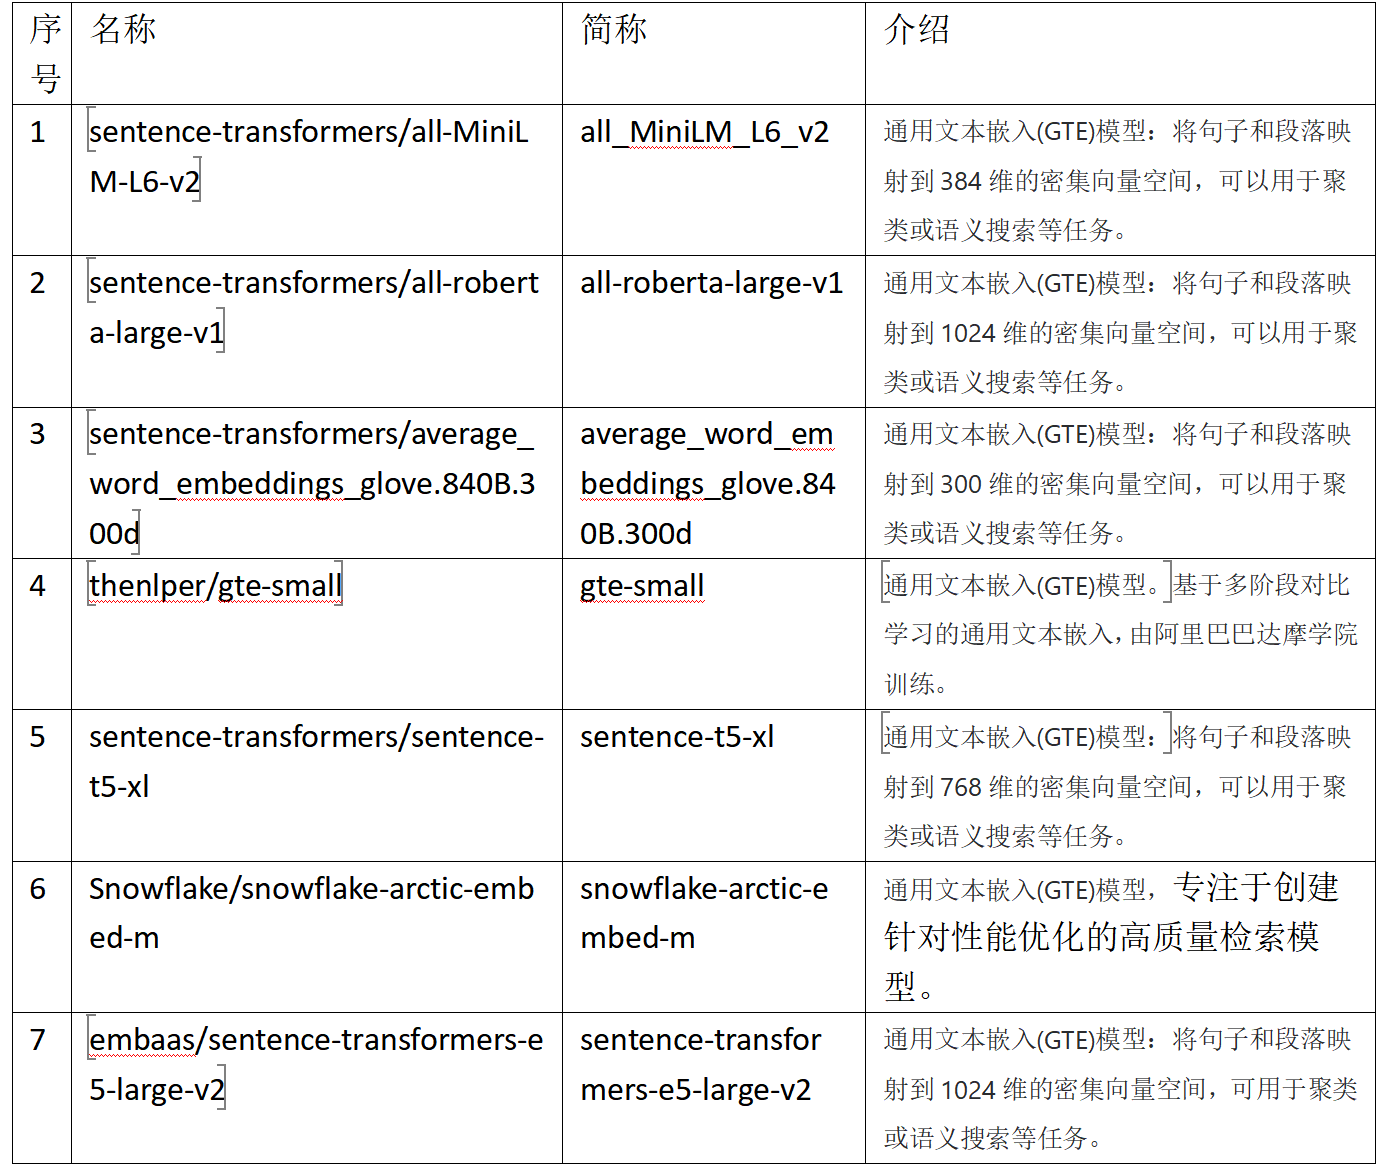 序号 名称 简称 介绍
1 sentence-transformers/all-MiniL
M-L6-v2
all_MiniLM_L6_v2
通用文本嵌入(GTE)模型：将句子和段落映
射到 384 维的密集向量空间，可以用于聚
类或语义搜索等任务。
2 sentence-transformers/all-robert
a-large-v1
all-roberta-large-v1
通用文本嵌入(GTE)模型：将句子和段落映
射到 1024 维的密集向量空间，可以用于聚
类或语义搜索等任务。
3 sentence-transformers/average_
word_embeddings_glove.840B.3
00d
average_word_em
beddings_glove.84
0B.300d
通用文本嵌入(GTE)模型：将句子和段落映
射到 300 维的密集向量空间，可以用于聚
类或语义搜索等任务。
4 thenlper/gte-small
gte-small
通用文本嵌入(GTE)模型。基于多阶段对比
学习的通用文本嵌入，由阿里巴巴达摩学院
训练。
5 sentence-transformers/sentence-
t5-xl
sentence-t5-xl
通用文本嵌入(GTE)模型：将句子和段落映
射到 768 维的密集向量空间，可以用于聚
类或语义搜索等任务。
6 Snowflake/snowflake-arctic-emb
ed-m
snowflake-arctic-e
mbed-m
通用文本嵌入(GTE)模型，专注于创建
针对性能优化的高质量检索模
型。
7 embaas/sentence-transformers-e
5-large-v2
sentence-transfor
mers-e5-large-v2
通用文本嵌入(GTE)模型：将句子和段落映
射到 1024 维的密集向量空间，可用于聚类
或语义搜索等任务。